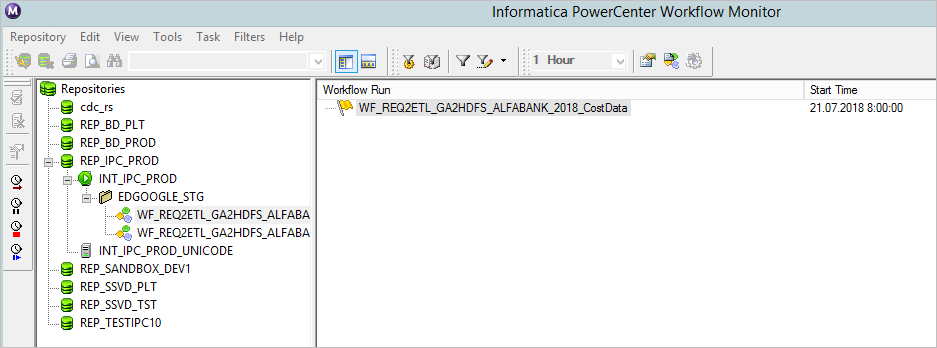 M Informatica PowerCenter Workflow Monitor
Repository Edit View Tools Task Filters Help
1 Hour
Repositories
cdc_rs
REP_BD_PLT
REP_BD_PROD
REP_IPC_PROD
INT_IPC_PROD
EDGOOGLE_STG
WF_REQ2ETL_GA2HDFS_ALFABA
WF_REQ2ETL_GA2HDFS_ALFABA
INT_IPC_PROD_UNICODE
REP_SANDBOX_DEV1
REP_SSVD_PLT
REP_SSVD_TST
REP_TESTIPC10
Workflow Run Start Time
WF_REQ2ETL_GA2HDFS_ALFABANK_2018_CostData 21.07.2018 8:00:00